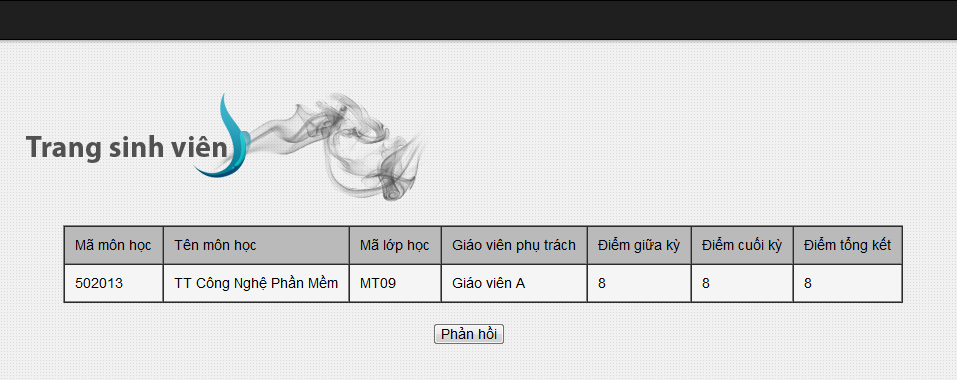 Trang sinh viên
Mã môn học Tên môn học Mã lớp học Giáo viên phụ trách Điểm giữa kỳ Điểm cuối kỳ Điểm tổng kết
502013 TT Công Nghệ Phần Mềm MT09 Giáo viên A 8 8 8
Phản hồi